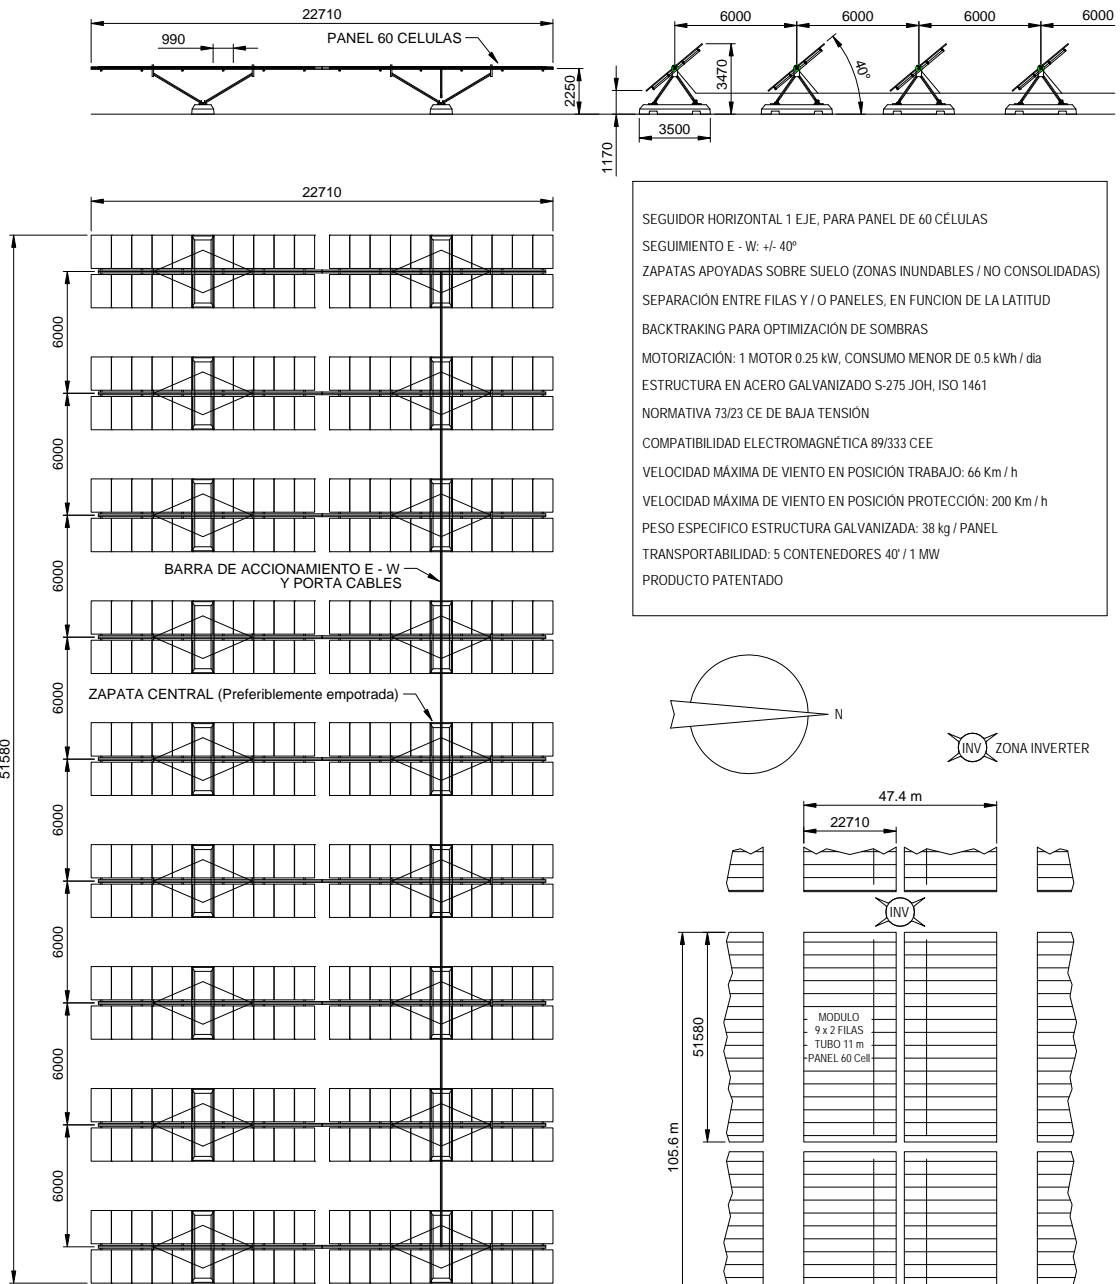 22710
990
PANEL 60 CELULAS
2250
6000
6000
6000
6000
40º
3470
3500
1170
22710
51580
6000
6000
6000
6000
6000
6000
6000
6000
BARRA DE ACCIONAMIENTO E - W
Y PORTA CABLES
ZAPATA CENTRAL (Preferiblemente empotrada)
SEGUIDOR HORIZONTAL 1 EJE, PARA PANEL DE 60 CÉLULAS
SEGUIMIENTO E - W: +/- 40º
ZAPATAS APOYADAS SOBRE SUELO (ZONAS INUNDABLES / NO CONSOLIDADAS)
SEPARACIÓN ENTRE FILAS Y / O PANELES, EN FUNCION DE LA LATITUD
BACKTRAKING PARA OPTIMIZACIÓN DE SOMBRAS
MOTORIZACIÓN: 1 MOTOR 0.25 kW, CONSUMO MENOR DE 0.5 kWh / dia
ESTRUCTURA EN ACERO GALVANIZADO S-275 JOH, ISO 1461
NORMATIVA 73/23 CE DE BAJA TENSIÓN
COMPATIBILIDAD ELECTROMAGNÉTICA 89/333 CEE
VELOCIDAD MÁXIMA DE VIENTO EN POSICIÓN TRABAJO: 66 Km / h
VELOCIDAD MÁXIMA DE VIENTO EN POSICIÓN PROTECCIÓN: 200 Km / h
PESO ESPECIFICO ESTRUCTURA GALVANIZADA: 38 kg / PANEL
TRANSPORTABILIDAD: 5 CONTENEDORES 40' / 1 MW
PRODUCTO PATENTADO
N
INV ZONA INVERTER
47.4 m
22710
INV
51580
105.6 m
MODULO
9 x 2 FILAS
TUBO 11 m
PANEL 60 Cell